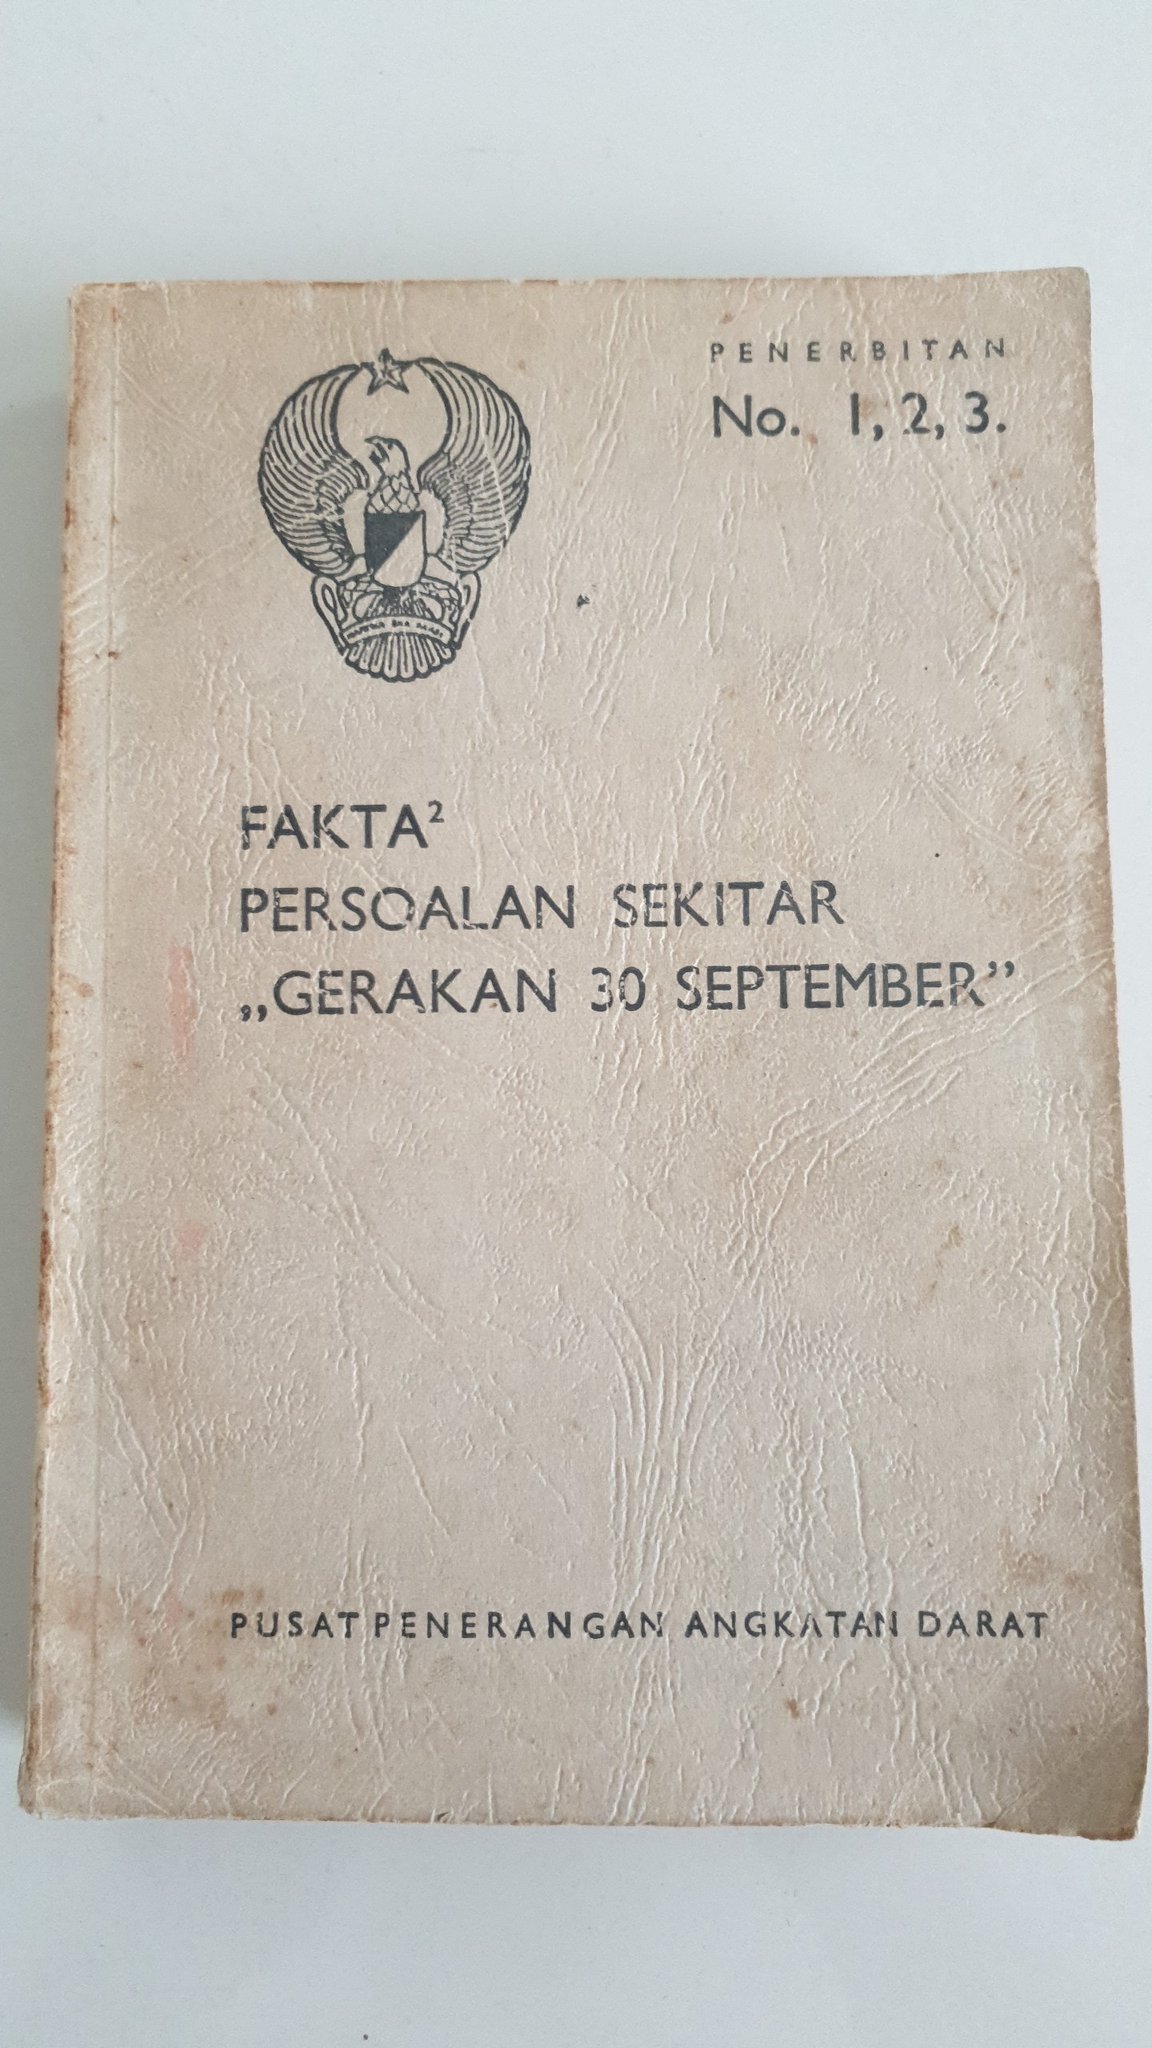 PENERBITAN
No. 1, 2, 3.
FAKTA²
PERSOALAN SEKITAR
„GERAKAN 30 SEPTEMBER”
PUSAT PENERANGAN ANGKATAN DARAT